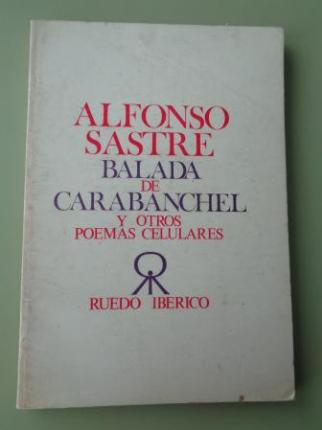 ALFONSO
SASTRE
BALADA
DE
CARABANCHEL
Y OTROS
POEMAS CELULARES
RUEDO IBERICO